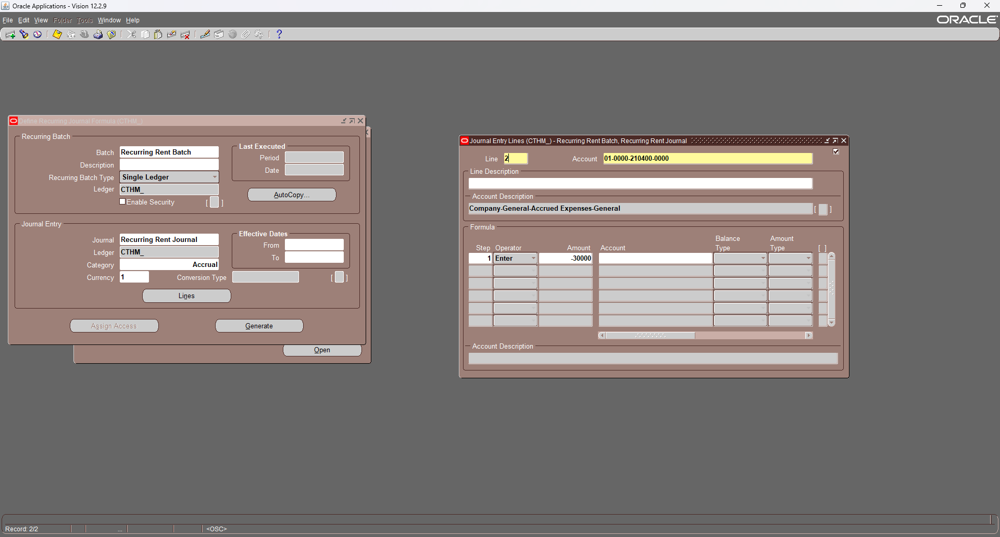 Oracle Applications - Vision 12.2.9
File Edit View Folder Tools Window Help
ORACLE
Define Recurring Journal Formula (CTHM_)
Recurring Batch
Batch Recurring Rent Batch
Description
Recurring Batch Type Single Ledger
Ledger CTHM_
Enable Security [ ]
Last Executed
Period
Date
AutoCopy...
Journal Entry
Journal Recurring Rent Journal
Ledger CTHM_
Category Accrual
Currency 1 Conversion Type [ ]
Effective Dates
From
To
Lines
Assign Access Generate
Open
Journal Entry Lines (CTHM_) - Recurring Rent Batch, Recurring Rent Journal
Line 2 Account 01-0000-210400-0000
Line Description
Account Description
Company-General-Accrued Expenses-General [ ]
Formula
Balance Amount
Step Operator Amount Account Type Type [ ]
1 Enter -30000
Account Description
Record: 2/2 ... <OSC>